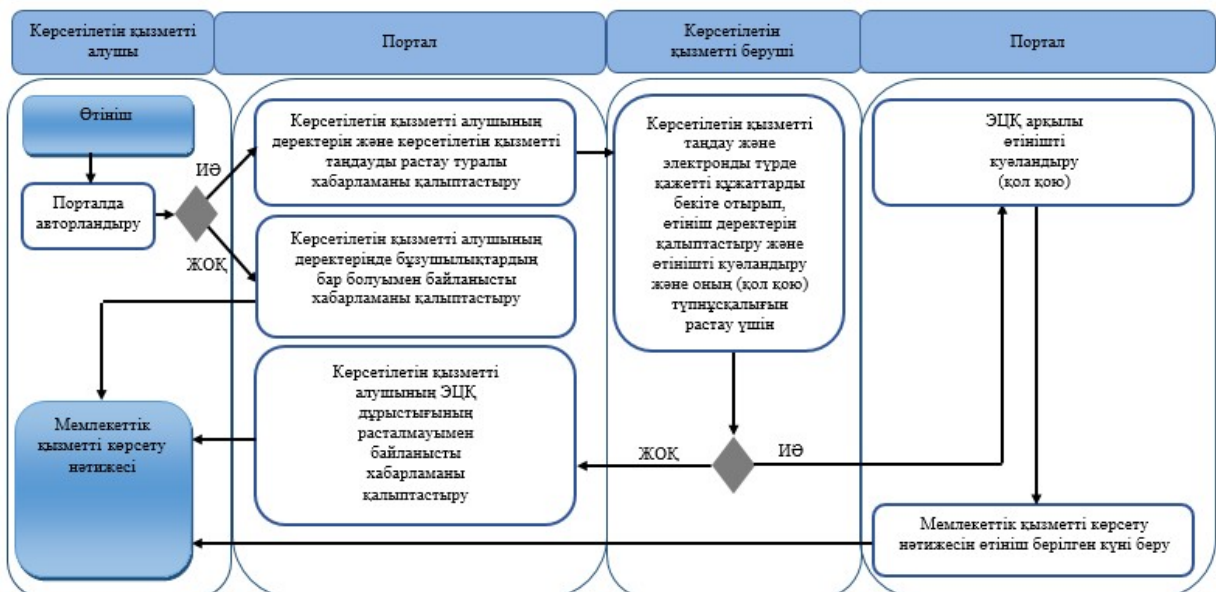 Көрсетілетін қызметті
алушы
Портал
Көрсетілетін
қызметті беруші
Портал
Өтініш
Порталда
авторландыру
ИӘ
ЖОҚ
Көрсетілетін қызметті алушының
деректерін және көрсетілетін қызметті
таңдауды растау туралы
хабарламаны қалыптастыру
Көрсетілетін қызметті алушының
деректерінде бұзушылықтардың
бар болуымен байланысты
хабарламаны қалыптастыру
Көрсетілетін қызметті
алушының ЭЦҚ
дұрыстығының
расталмауымен
байланысты
хабарламаны
қалыптастыру
Көрсетілетін қызметті
таңдау және
электронды түрде
қажетті құжаттарды
бекіте отырып,
өтініш деректерін
қалыптастыру және
өтінішті куәландыру
және оның (қол қою)
түпнұсқалығын
растау үшін
ЖОҚ
ИӘ
ЭЦҚ арқылы
өтінішті
куәландыру
(қол қою)
Мемлекеттік қызметті көрсету
нәтижесін өтініш берілген күні беру
Мемлекеттік
қызметті көрсету
нәтижесі